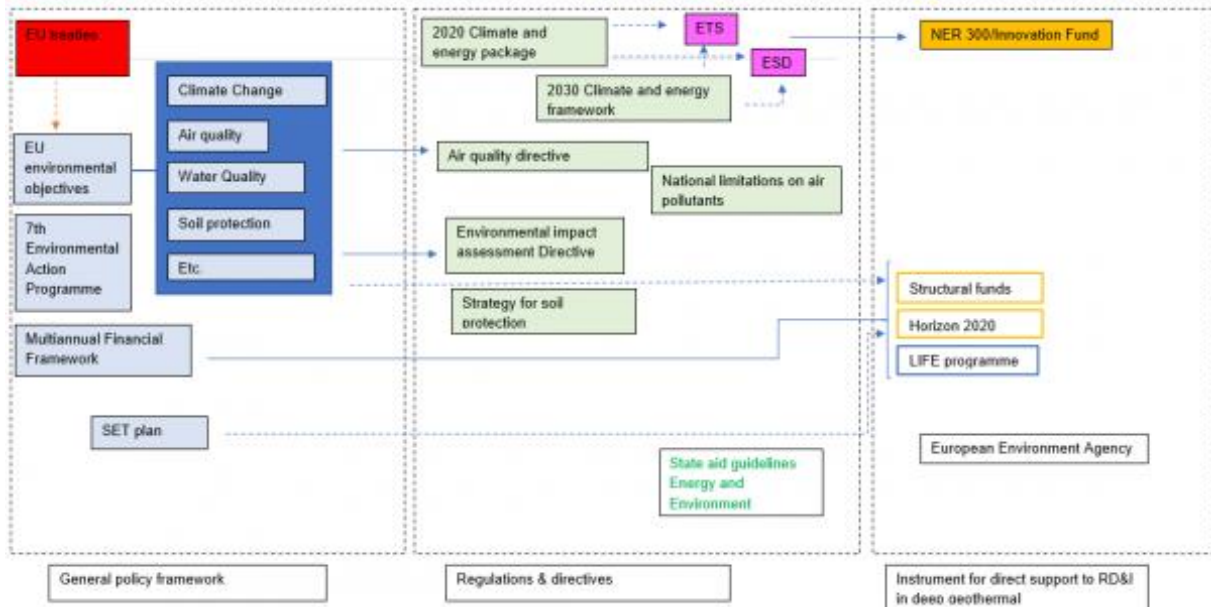 EU treaties
EU
environmental
objectives
7th
Environmental
Action
Programme
Multiannual Financial
Framework
SET plan
Climate Change
Air quality
Water Quality
Soil protection
Etc.
General policy framework
2020 Climate and
energy package
ETS
ESD
2030 Climate and energy
framework
Air quality directive
National limitations on air
pollutants
Environmental impact
assessment Directive
Strategy for soil
protection
State aid guidelines
Energy and
Environment
Regulations & directives
NER 300/Innovation Fund
Structural funds
Horizon 2020
LIFE programme
European Environment Agency
Instrument for direct support to RD&I
in deep geothermal